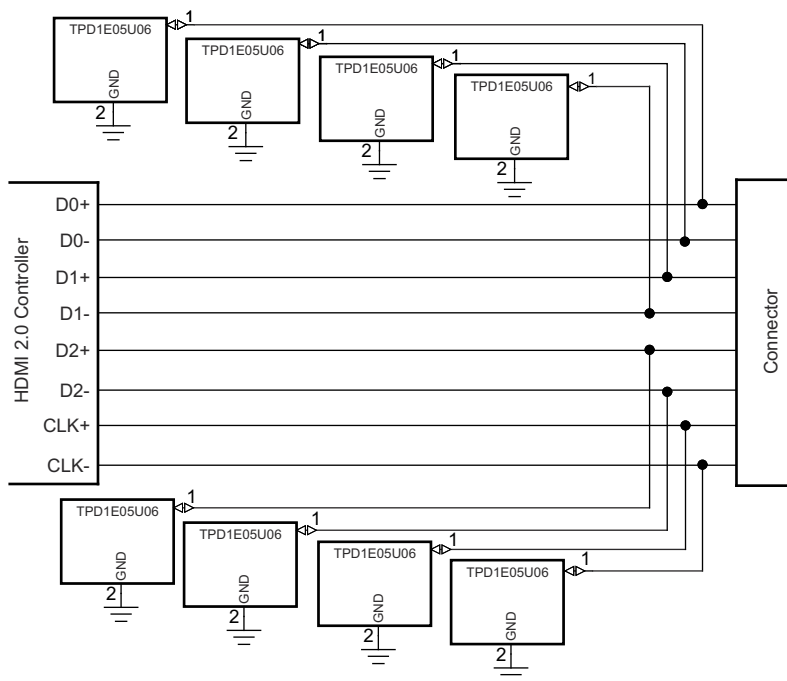 TPD1E05U06
1
GND
2
TPD1E05U06
1
GND
2
TPD1E05U06
1
GND
2
TPD1E05U06
1
GND
2
HDMI 2.0 Controller
D0+
D0-
D1+
D1-
D2+
D2-
CLK+
CLK-
Connector
TPD1E05U06
1
GND
2
TPD1E05U06
1
GND
2
TPD1E05U06
1
GND
2
TPD1E05U06
1
GND
2